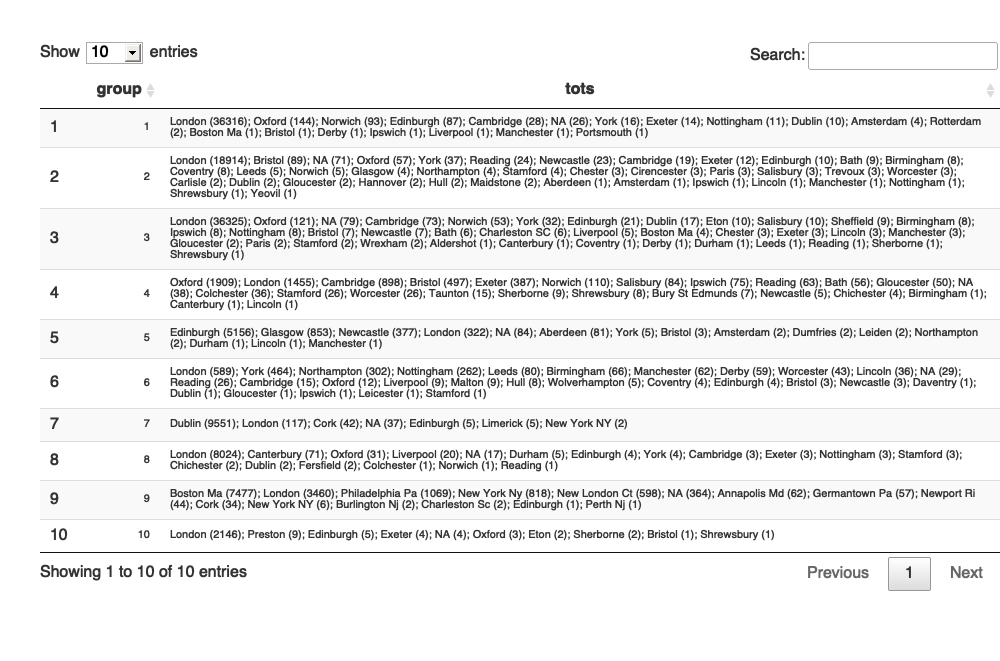 Show 10 entries
Search:
group tots
1 1 London (36316); Oxford (144); Norwich (93); Edinburgh (87); Cambridge (28); NA (26); York (16); Exeter (14); Nottingham (11); Dublin (10); Amsterdam (4); Rotterdam
(2); Boston Ma (1); Bristol (1); Derby (1); Ipswich (1); Liverpool (1); Manchester (1); Portsmouth (1)
2 2 London (18914); Bristol (89); NA (71); Oxford (57); York (37); Reading (24); Newcastle (23); Cambridge (19); Exeter (12); Edinburgh (10); Bath (9); Birmingham (8);
Coventry (8); Leeds (5); Norwich (5); Glasgow (4); Northampton (4); Stamford (4); Chester (3); Cirencester (3); Paris (3); Salisbury (3); Trevoux (3); Worcester (3);
Carlisle (2); Dublin (2); Gloucester (2); Hannover (2); Hull (2); Maidstone (2); Aberdeen (1); Amsterdam (1); Ipswich (1); Lincoln (1); Manchester (1); Nottingham (1);
Shrewsbury (1); Yeovil (1)
3 3 London (36325); Oxford (121); NA (79); Cambridge (73); Norwich (53); York (32); Edinburgh (21); Dublin (17); Eton (10); Salisbury (10); Sheffield (9); Birmingham (8);
Ipswich (8); Nottingham (8); Bristol (7); Newcastle (7); Bath (6); Charleston SC (6); Liverpool (5); Boston Ma (4); Chester (3); Exeter (3); Lincoln (3); Manchester (3);
Gloucester (2); Paris (2); Stamford (2); Wrexham (2); Aldershot (1); Canterbury (1); Coventry (1); Derby (1); Durham (1); Leeds (1); Reading (1); Sherborne (1);
Shrewsbury (1)
4 4 Oxford (1909); London (1455); Cambridge (898); Bristol (497); Exeter (387); Norwich (110); Salisbury (84); Ipswich (75); Reading (63); Bath (56); Gloucester (50); NA
(38); Colchester (36); Stamford (26); Worcester (26); Taunton (15); Sherborne (9); Shrewsbury (8); Bury St Edmunds (7); Newcastle (5); Chichester (4); Birmingham (1);
Canterbury (1); Lincoln (1)
5 5 Edinburgh (5156); Glasgow (853); Newcastle (377); London (322); NA (84); Aberdeen (81); York (5); Bristol (3); Amsterdam (2); Dumfries (2); Leiden (2); Northampton
(2); Durham (1); Lincoln (1); Manchester (1)
6 6 London (589); York (464); Northampton (302); Nottingham (262); Leeds (80); Birmingham (66); Manchester (62); Derby (59); Worcester (43); Lincoln (36); NA (29);
Reading (26); Cambridge (15); Oxford (12); Liverpool (9); Malton (9); Hull (8); Wolverhampton (5); Coventry (4); Edinburgh (4); Bristol (3); Newcastle (3); Daventry (1);
Dublin (1); Gloucester (1); Ipswich (1); Leicester (1); Stamford (1)
7 7 Dublin (9551); London (117); Cork (42); NA (37); Edinburgh (5); Limerick (5); New York NY (2)
8 8 London (8024); Canterbury (71); Oxford (31); Liverpool (20); NA (17); Durham (5); Edinburgh (4); York (4); Cambridge (3); Exeter (3); Nottingham (3); Stamford (3);
Chichester (2); Dublin (2); Fersfield (2); Colchester (1); Norwich (1); Reading (1)
9 9 Boston Ma (7477); London (3460); Philadelphia Pa (1069); New York Ny (818); New London Ct (598); NA (364); Annapolis Md (62); Germantown Pa (57); Newport Ri
(44); Cork (34); New York NY (6); Burlington Nj (2); Charleston Sc (2); Edinburgh (1); Perth Nj (1)
10 10 London (2146); Preston (9); Edinburgh (5); Exeter (4); NA (4); Oxford (3); Eton (2); Sherborne (2); Bristol (1); Shrewsbury (1)
Showing 1 to 10 of 10 entries
Previous 1 Next